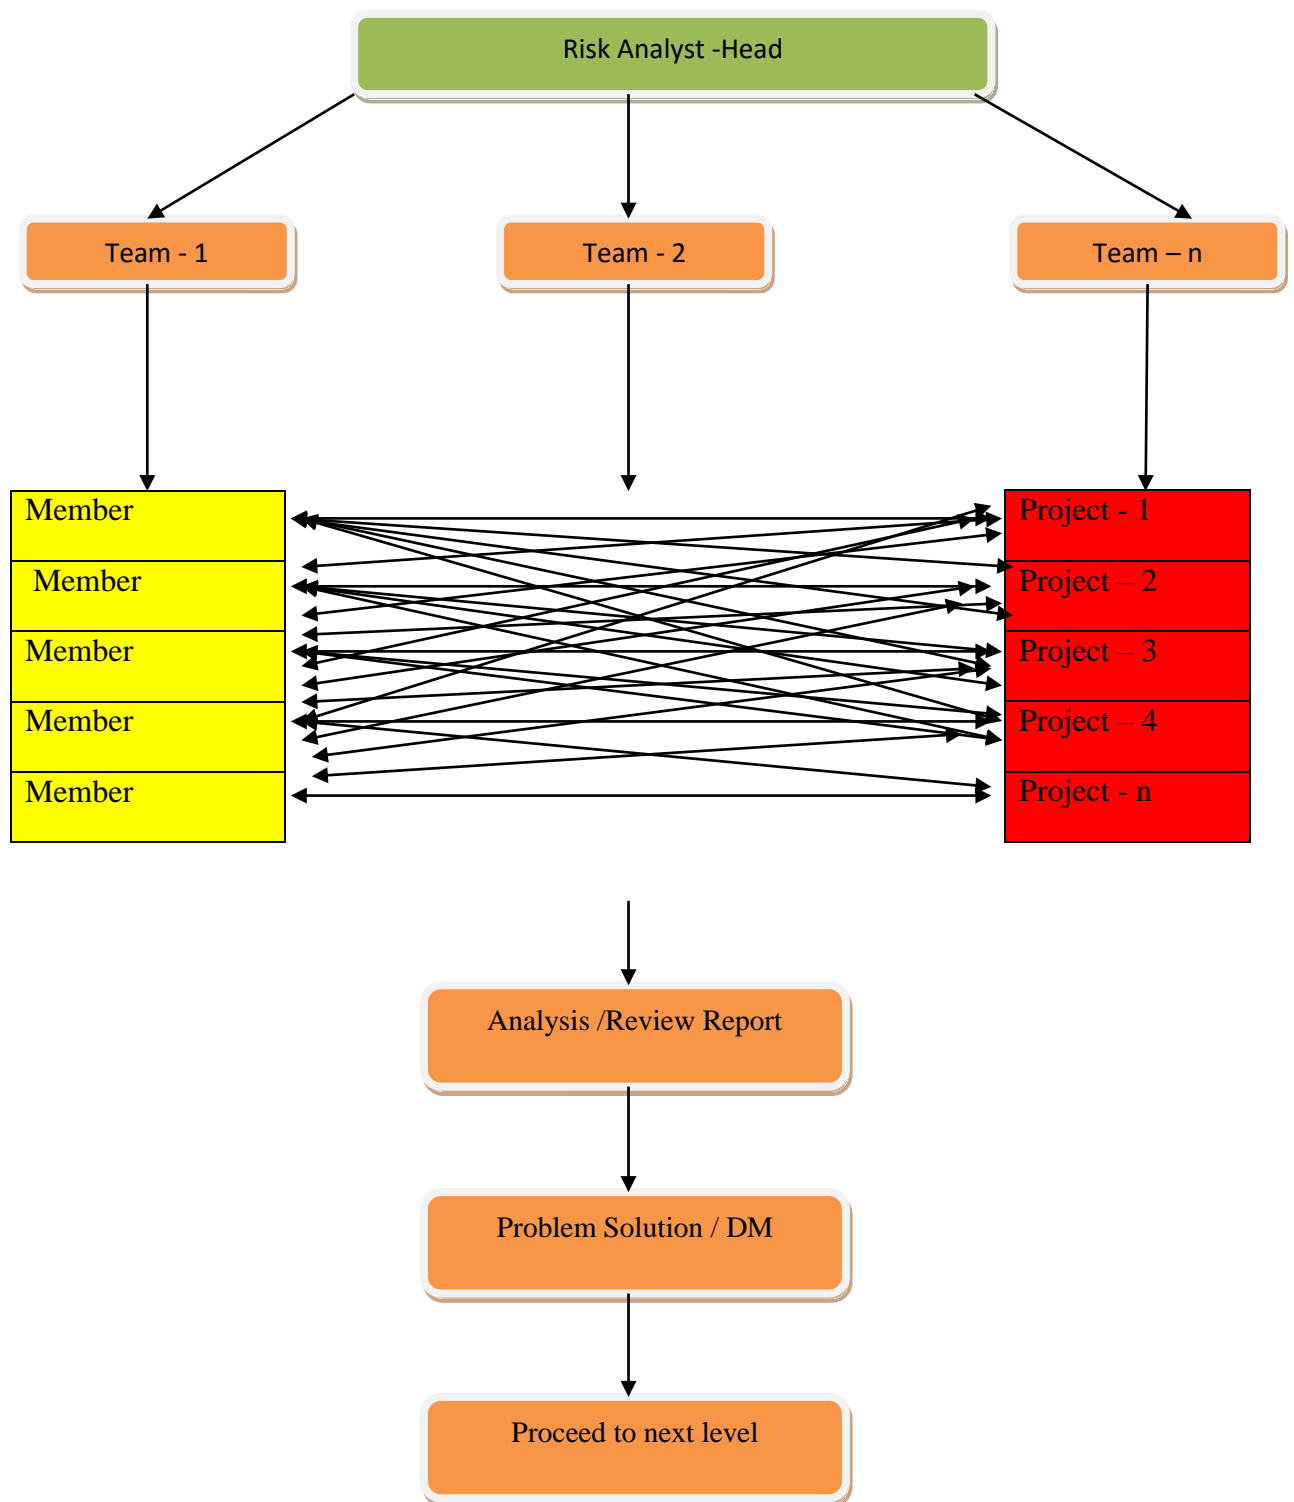 Risk Analyst -Head
Team - 1
Team - 2
Team – n
Member
Project - 1
Member
Project – 2
Member
Project – 3
Member
Project – 4
Member
Project - n
Analysis /Review Report
Problem Solution / DM
Proceed to next level